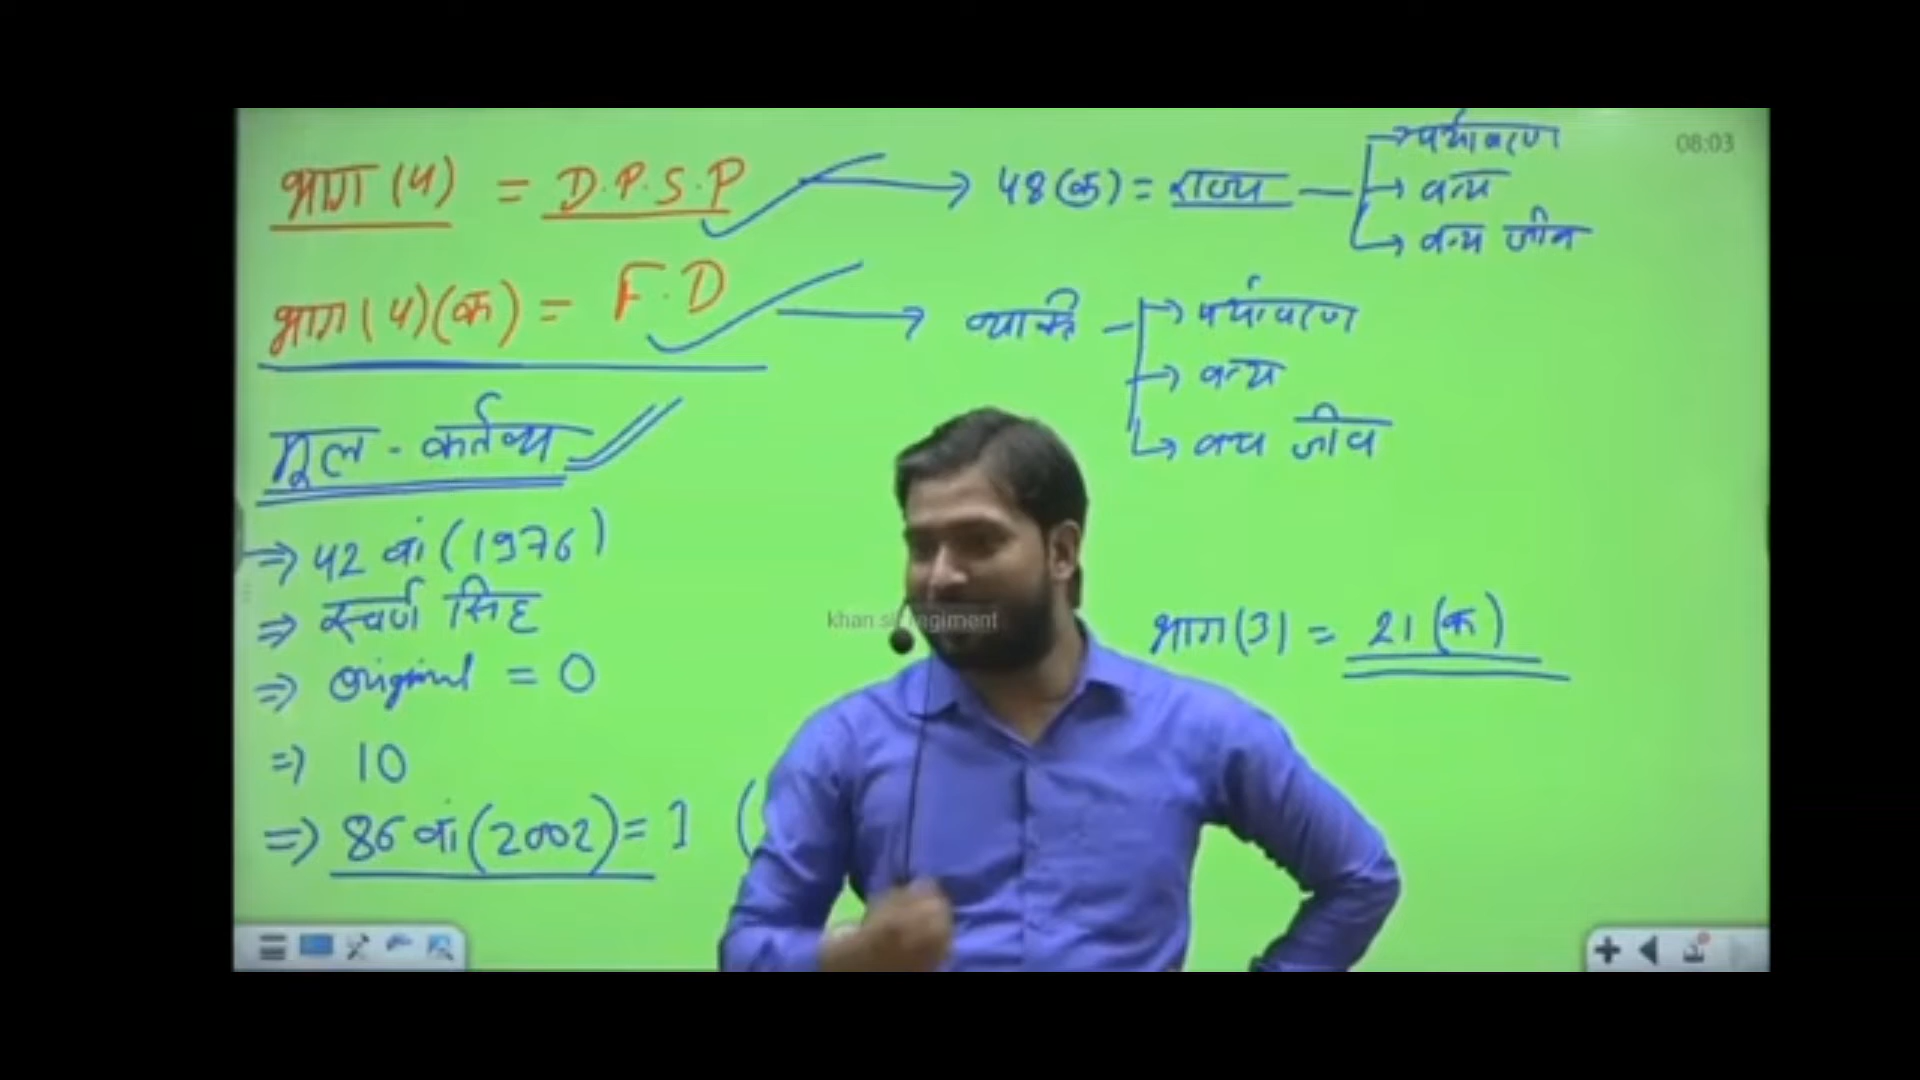 भाग (4) = D.P.S.P → 48(क) = राज्य → पर्यावरण
→ वन्य
→ वन्य जीव
08:03
भाग (4)(क) = F.D → व्यक्ति → पर्यावरण
→ वन्य
→ वन्य जीव
मूल - कर्तव्य
⇒ 42 वां (1976)
⇒ स्वर्ण सिंह
⇒ original = 0
⇒ 10
⇒ 86 वां (2002) = 1 (
भाग (3) = 21 (क)
khan sir regiment